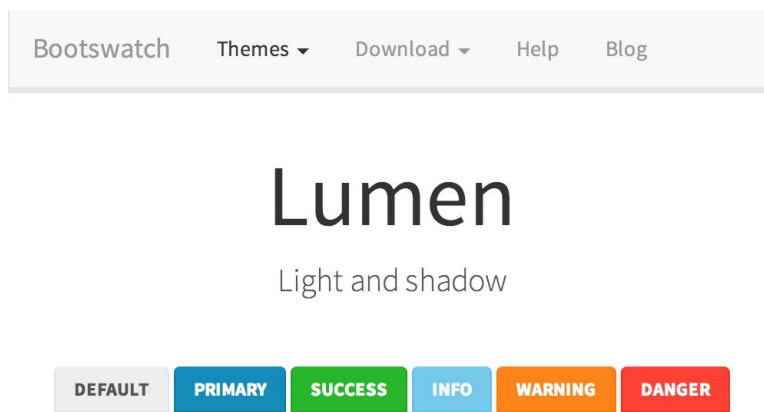 Bootswatch Themes Download Help Blog
Lumen
Light and shadow
DEFAULT PRIMARY SUCCESS INFO WARNING DANGER